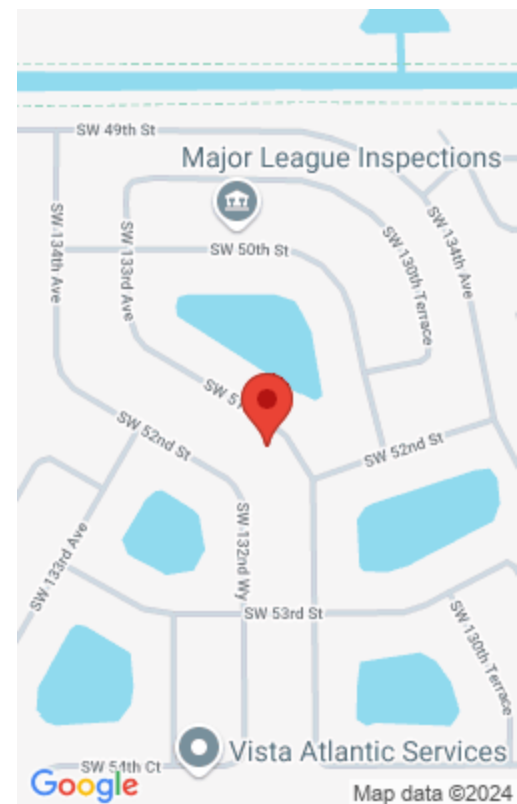 SW 49th St
Major League Inspections
SW 134th Ave
SW 133rd Ave
SW 50th St
SW 130th Terrace
SW 134th Ave
SW
SW 52nd St
SW 52nd St
SW 133rd Ave
SW 132nd Wy
SW 53rd St
SW 130th Terrace
SW 54th Ct
Vista Atlantic Services
Google
Map data ©2024